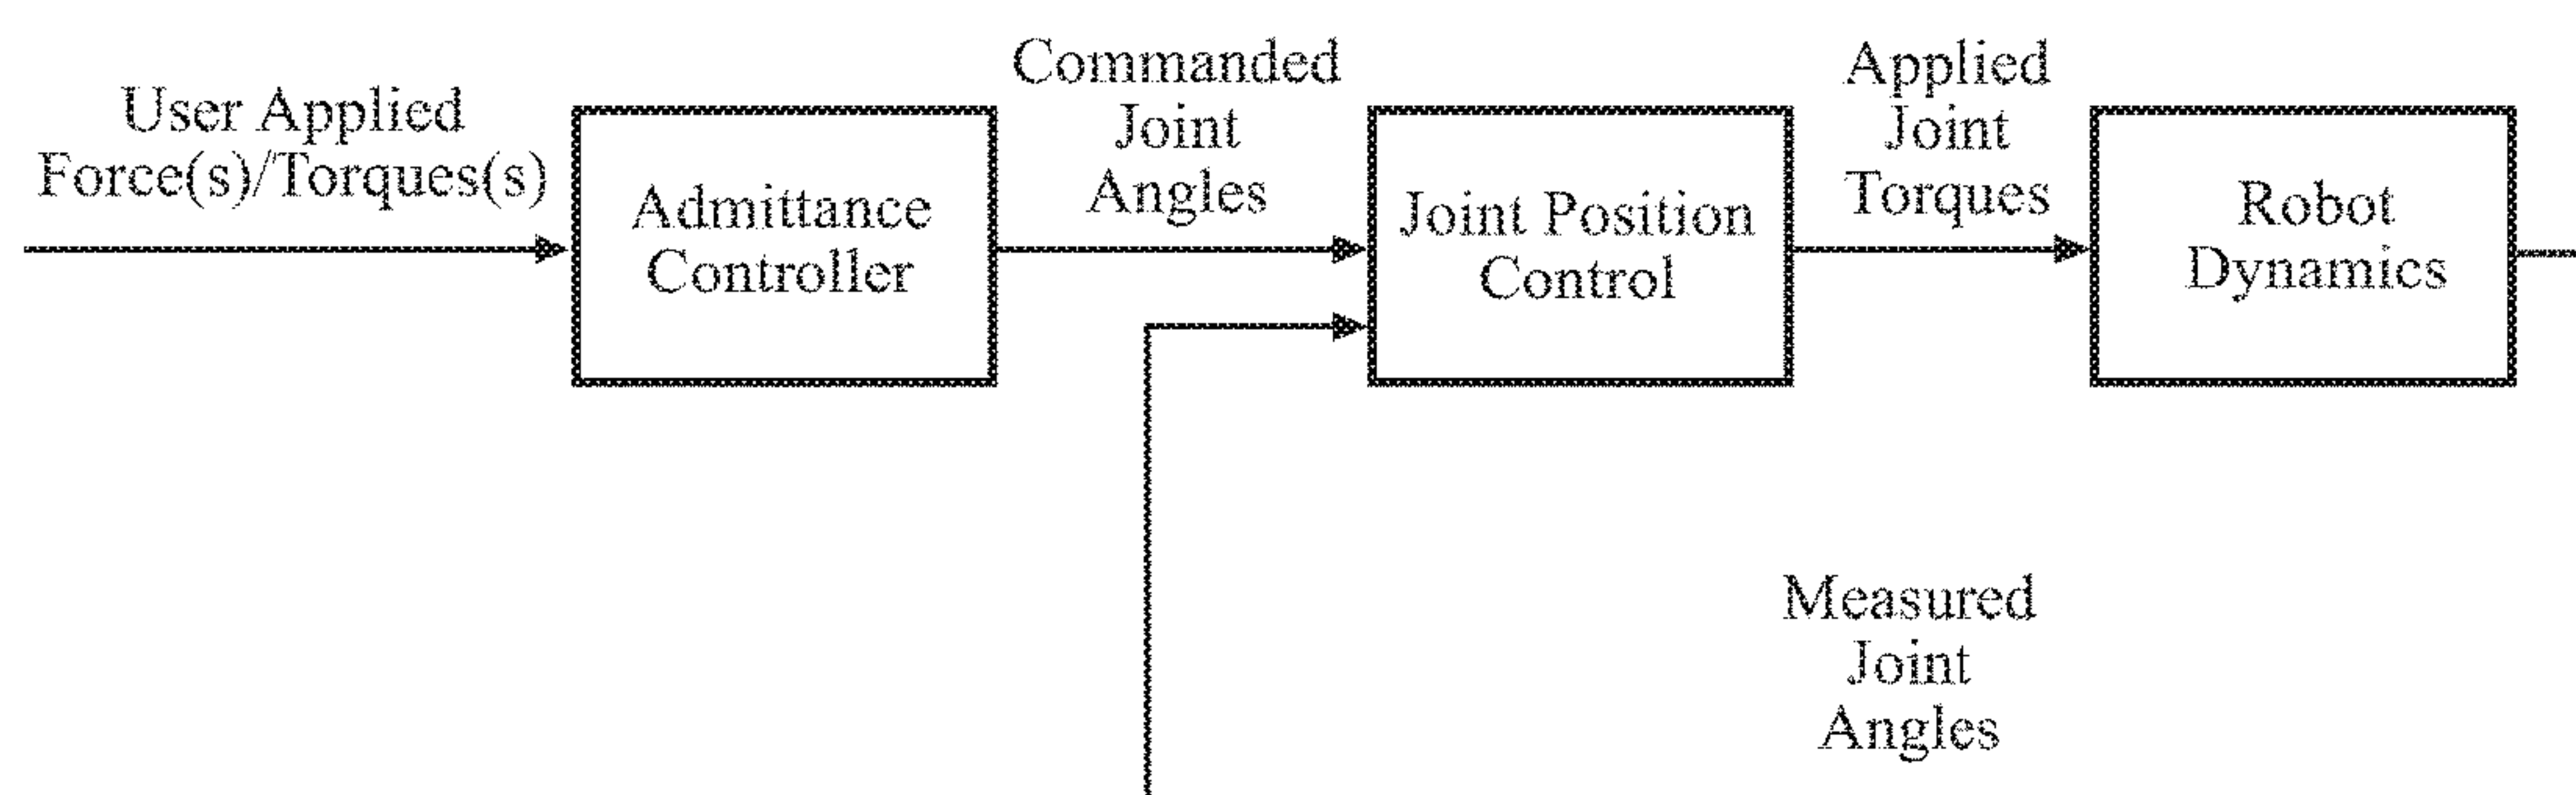 User Applied
Force(s)/Torques(s)
Admittance
Controller
Commanded
Joint
Angles
Joint Position
Control
Applied
Joint
Torques
Robot
Dynamics
Measured
Joint
Angles